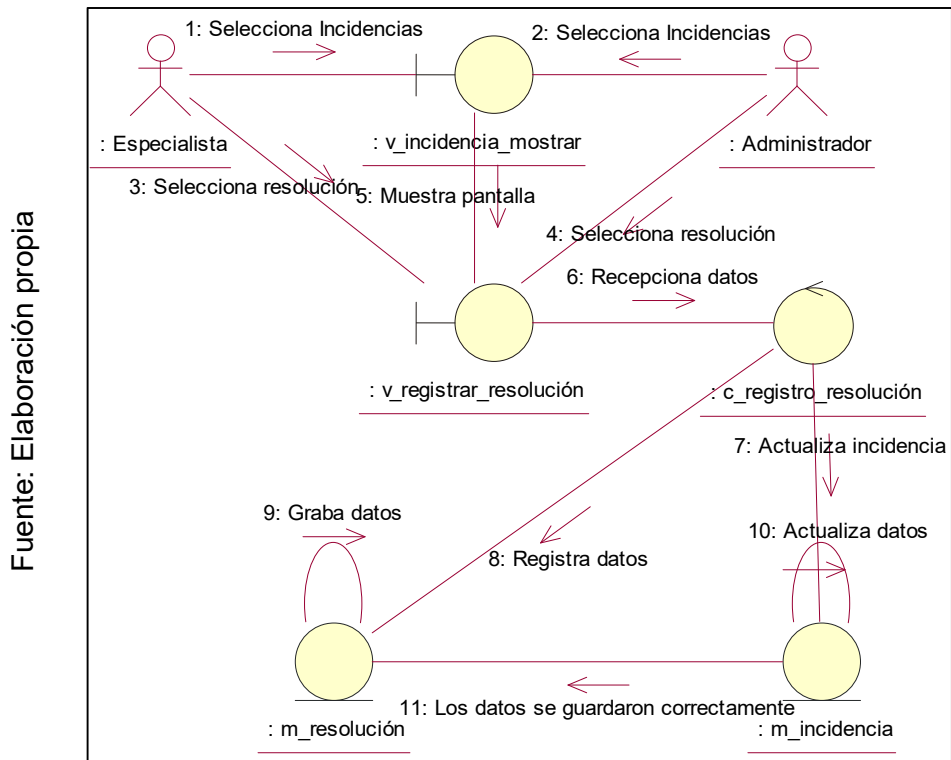 1: Selecciona Incidencias
2: Selecciona Incidencias
: Especialista
: v_incidencia_mostrar
: Administrador
3: Selecciona resolución
5: Muestra pantalla
4: Selecciona resolución
6: Recepciona datos
: v_registrar_resolución
: c_registro_resolución
7: Actualiza incidencia
9: Graba datos
10: Actualiza datos
8: Registra datos
11: Los datos se guardaron correctamente
: m_resolución
: m_incidencia
Fuente: Elaboración propia